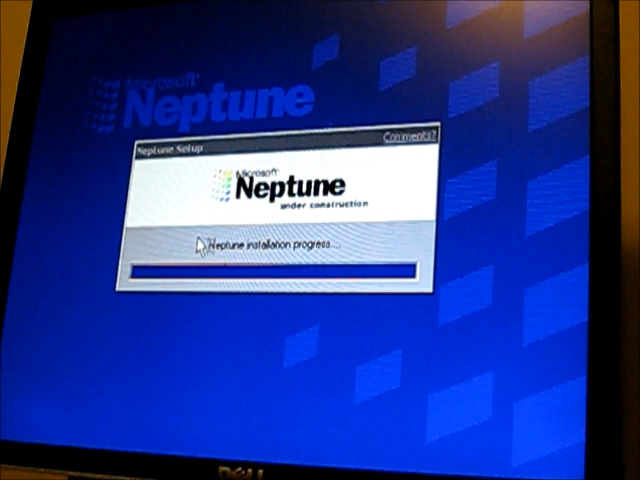 Microsoft
Neptune
Neptune Setup
Comments?
Microsoft
Neptune
under construction
Neptune installation progress....
DELL